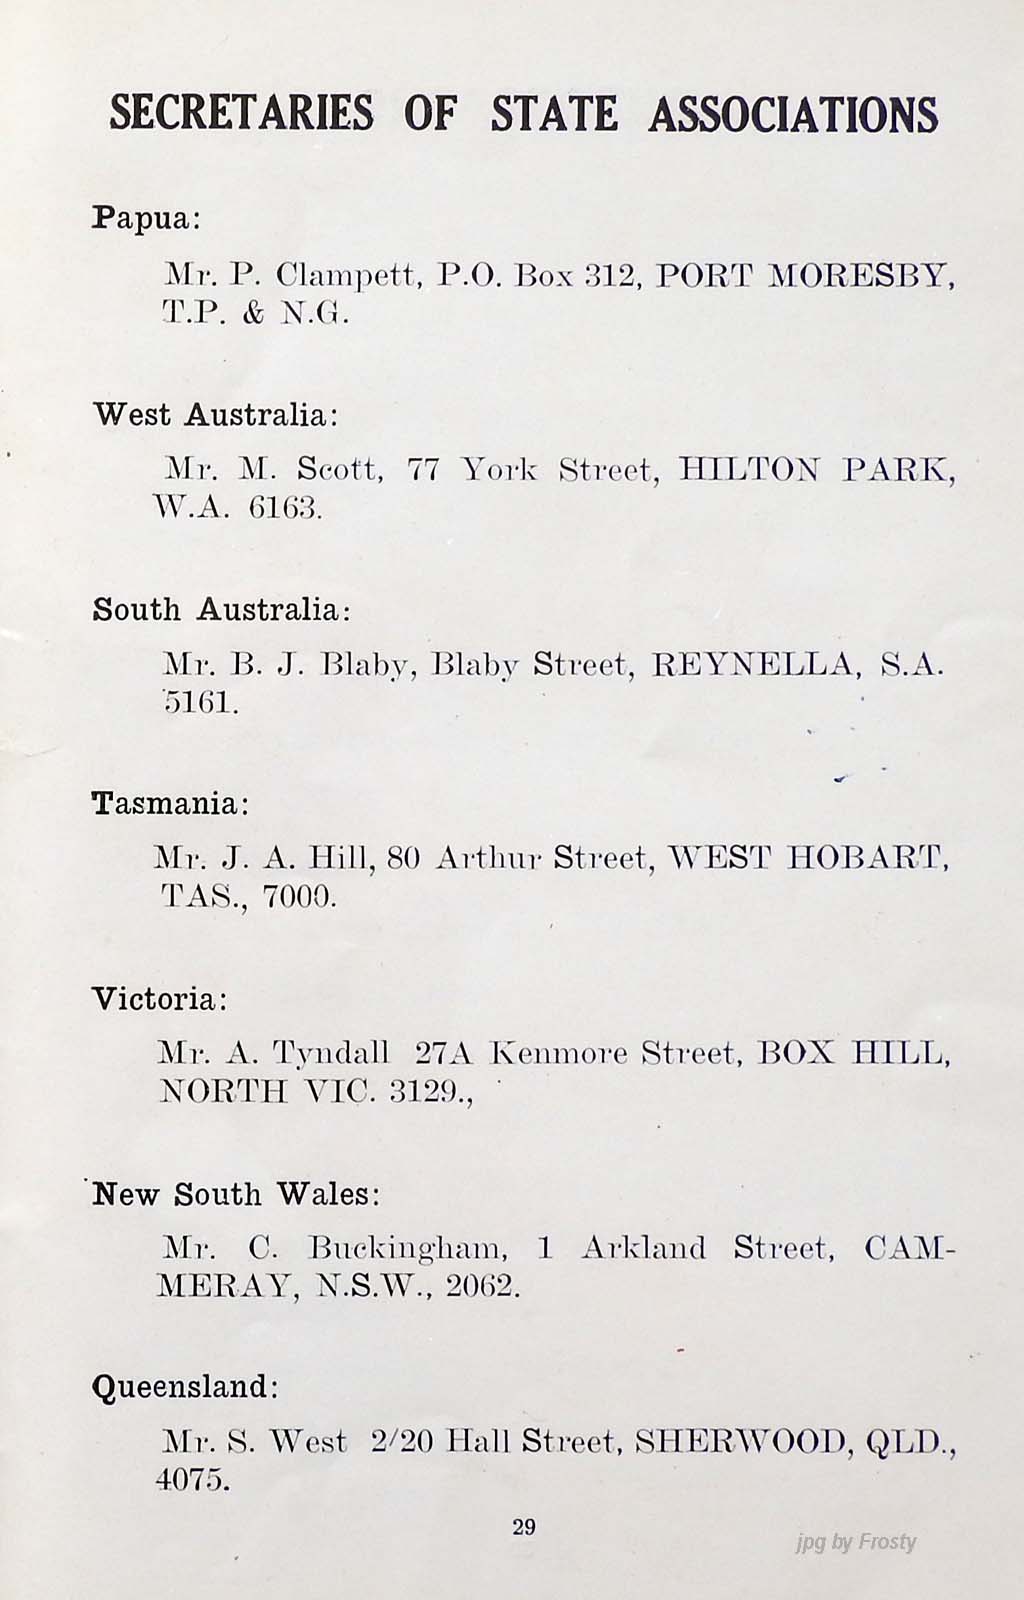 SECRETARIES OF STATE ASSOCIATIONS
Papua:
Mr. P. Clampett, P.O. Box 312, PORT MORESBY,
T.P. & N.G.
West Australia:
Mr. M. Scott, 77 York Street, HILTON PARK,
W.A. 6163.
South Australia:
Mr. B. J. Blaby, Blaby Street, REYNELLA, S.A.
5161.
Tasmania:
Mr. J. A. Hill, 80 Arthur Street, WEST HOBART,
TAS., 7000.
Victoria:
Mr. A. Tyndall 27A Kenmore Street, BOX HILL,
NORTH VIC. 3129.,
New South Wales:
Mr. C. Buckingham, 1 Arkland Street, CAM-
MERAY, N.S.W., 2062.
Queensland:
Mr. S. West 2/20 Hall Street, SHERWOOD, QLD.,
4075.
29
jpg by Frosty